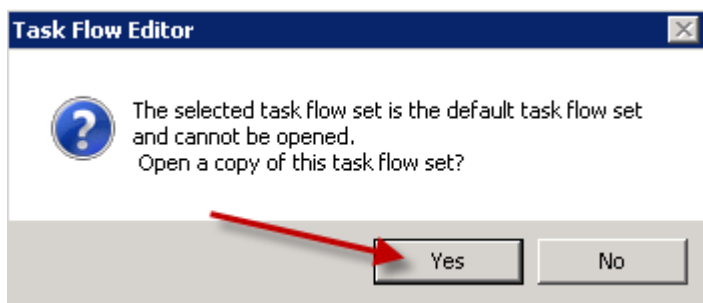 Task Flow Editor
The selected task flow set is the default task flow set
and cannot be opened.
Open a copy of this task flow set?
Yes
No